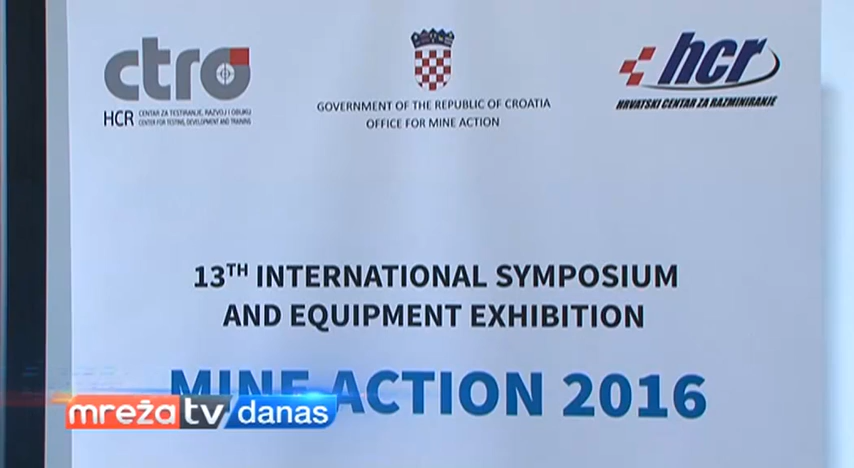 ctro
HCR CENTAR ZA TESTIRANJE, RAZVOJ I OBUKU
CENTER FOR TESTING, DEVELOPMENT AND TRAINING
GOVERNMENT OF THE REPUBLIC OF CROATIA
OFFICE FOR MINE ACTION
hcr
HRVATSKI CENTAR ZA RAZMINIRANJE
13TH INTERNATIONAL SYMPOSIUM
AND EQUIPMENT EXHIBITION
MINE ACTION 2016
mreža tv danas